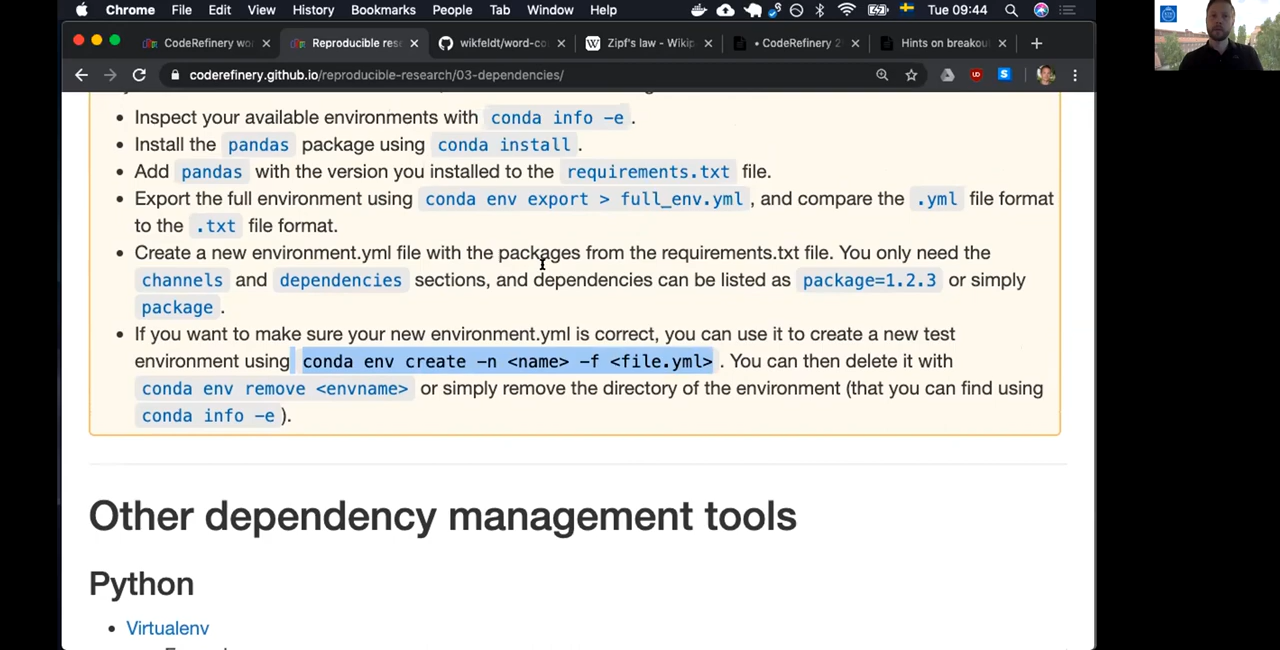 Chrome File Edit View History Bookmarks People Tab Window Help Tue 09:44
CodeRefinery wo Reproducible rese wikfeldt/word-co Zipf's law - Wikip • CodeRefinery 2 Hints on breakou
coderefinery.github.io/reproducible-research/03-dependencies/
• Inspect your available environments with conda info -e.
• Install the pandas package using conda install.
• Add pandas with the version you installed to the requirements.txt file.
• Export the full environment using conda env export > full_env.yml, and compare the .yml file format
to the .txt file format.
• Create a new environment.yml file with the packages from the requirements.txt file. You only need the
channels and dependencies sections, and dependencies can be listed as package=1.2.3 or simply
package.
• If you want to make sure your new environment.yml is correct, you can use it to create a new test
environment using conda env create -n <name> -f <file.yml>. You can then delete it with
conda env remove <envname> or simply remove the directory of the environment (that you can find using
conda info -e).
Other dependency management tools
Python
• Virtualenv